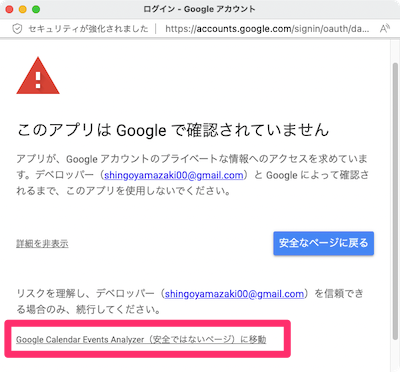 ログイン - Google アカウント
セキュリティが強化されました | https://accounts.google.com/signin/oauth/da...
このアプリは Google で確認されていません
アプリが、Google アカウントのプライベートな情報へのアクセスを求めていま
す。デベロッパー（shingoyamazaki00@gmail.com）と Google によって確認さ
れるまで、このアプリを使用しないでください。
詳細を非表示
安全なページに戻る
リスクを理解し、デベロッパー（shingoyamazaki00@gmail.com）を信頼でき
る場合のみ、続行してください。
Google Calendar Events Analyzer（安全ではないページ）に移動